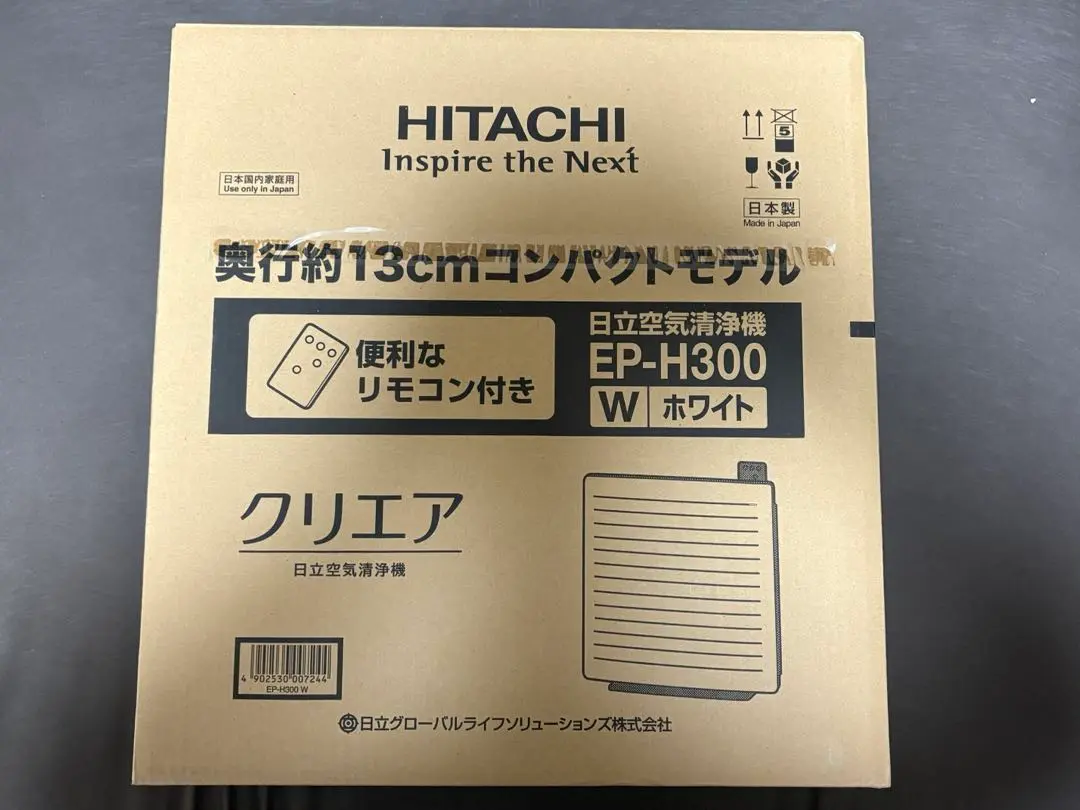 HITACHI
Inspire the Next
日本国内家庭用
Use only in Japan
5
日本製
Made in Japan
奥行約13cmコンパクトモデル
便利な
リモコン付き
日立空気清浄機
EP-H300
W ホワイト
クリエア
日立空気清浄機
4 902530 007244
EP-H300 W
日立グローバルライフソリューションズ株式会社